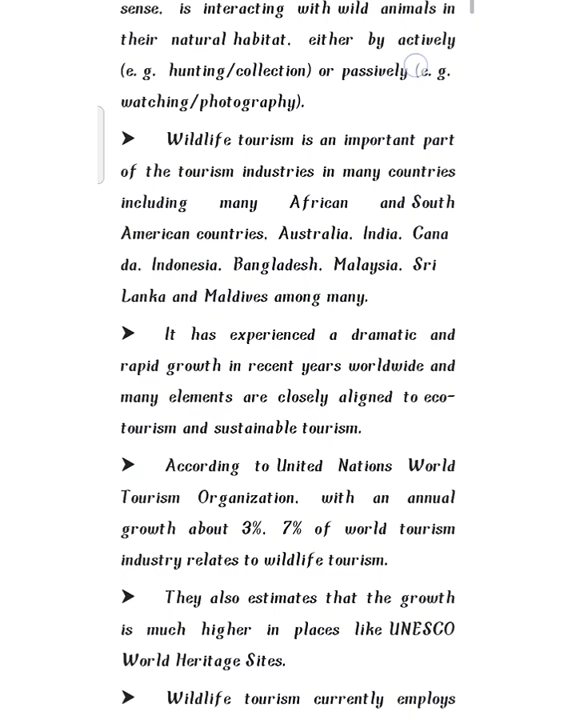 sense, is interacting with wild animals in
their natural habitat, either by actively
(e.g. hunting/collection) or passively (e.g.
watching/photography).
➤ Wildlife tourism is an important part
of the tourism industries in many countries
including many African and South
American countries, Australia, India, Cana
da, Indonesia, Bangladesh, Malaysia, Sri
Lanka and Maldives among many.
➤ It has experienced a dramatic and
rapid growth in recent years worldwide and
many elements are closely aligned to eco-
tourism and sustainable tourism.
➤ According to United Nations World
Tourism Organization, with an annual
growth about 3%, 7% of world tourism
industry relates to wildlife tourism.
➤ They also estimates that the growth
is much higher in places like UNESCO
World Heritage Sites.
➤ Wildlife tourism currently employs